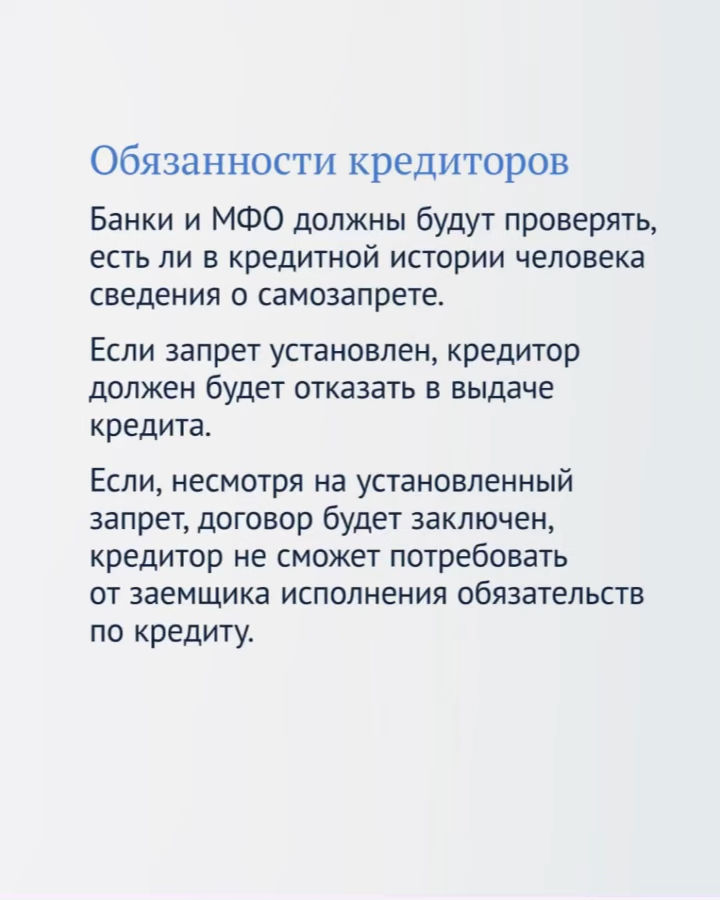 Обязанности кредиторов
Банки и МФО должны будут проверять,
есть ли в кредитной истории человека
сведения о самозапрете.
Если запрет установлен, кредитор
должен будет отказать в выдаче
кредита.
Если, несмотря на установленный
запрет, договор будет заключен,
кредитор не сможет потребовать
от заемщика исполнения обязательств
по кредиту.